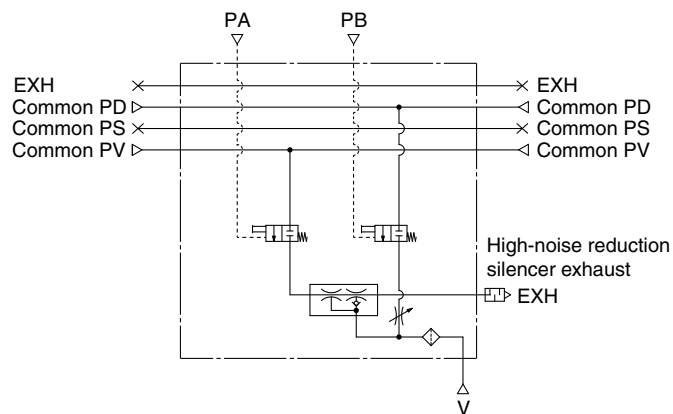 PA PB
EXH EXH
Common PD Common PD
Common PS Common PS
Common PV Common PV
High-noise reduction
silencer exhaust
EXH
V